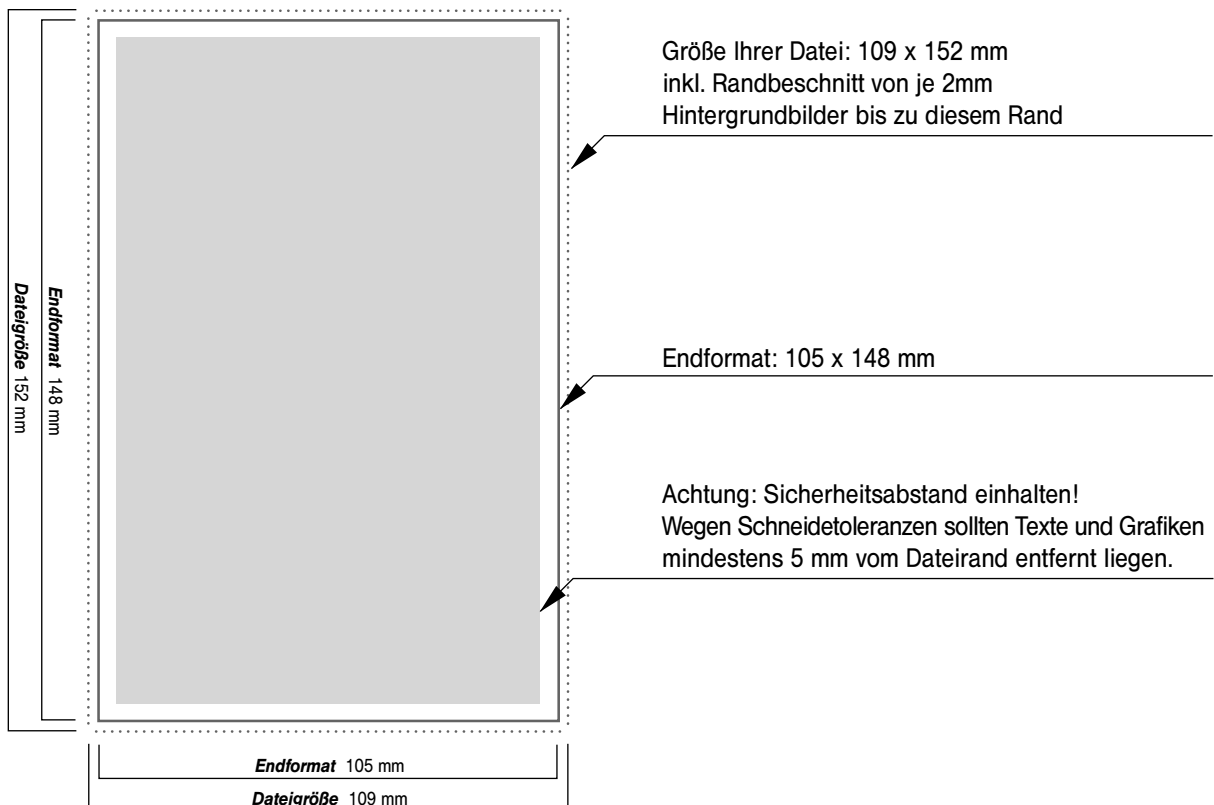 Größe Ihrer Datei: 109 x 152 mm
inkl. Randbeschnitt von je 2mm
Hintergrundbilder bis zu diesem Rand
Endformat: 105 x 148 mm
Achtung: Sicherheitsabstand einhalten!
Wegen Schneidetoleranzen sollten Texte und Grafiken
mindestens 5 mm vom Dateirand entfernt liegen.
Dateigröße 152 mm
Endformat 148 mm
Endformat 105 mm
Dateigröße 109 mm